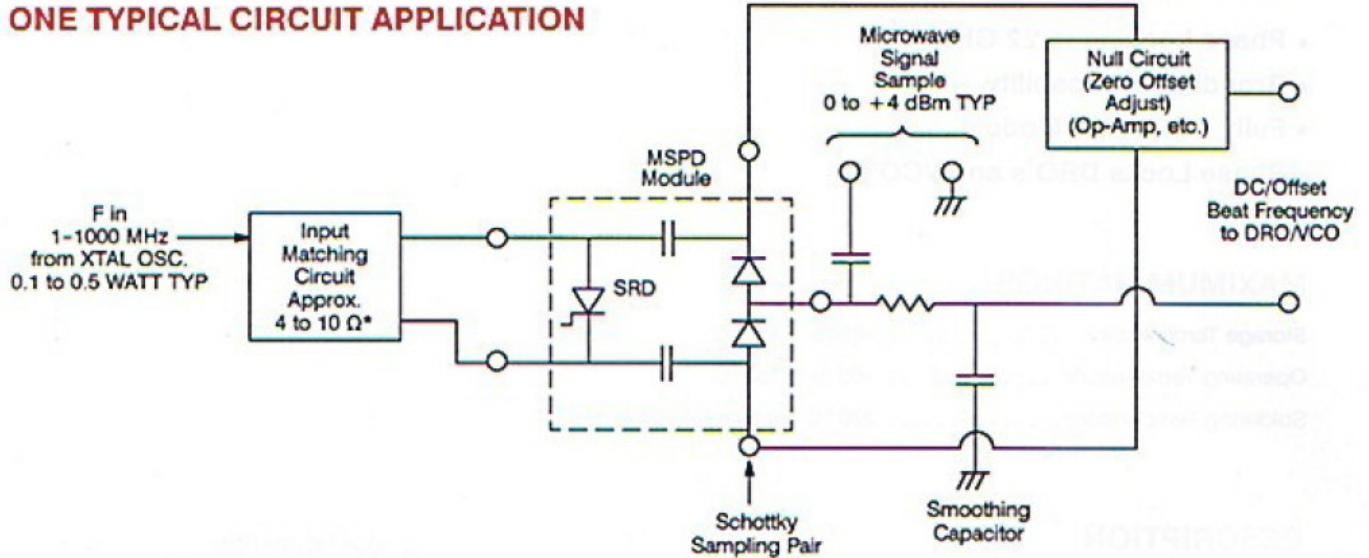 ONE TYPICAL CIRCUIT APPLICATION
Microwave
Signal
Sample
0 to +4 dBm TYP
Null Circuit
(Zero Offset
Adjust)
(Op-Amp, etc.)
MSPD
Module
DC/Offset
Beat Frequency
to DRO/VCO
F in
1-1000 MHz
from XTAL OSC.
0.1 to 0.5 WATT TYP
Input
Matching
Circuit
Approx.
4 to 10 Ω*
SRD
Schottky
Sampling Pair
Smoothing
Capacitor